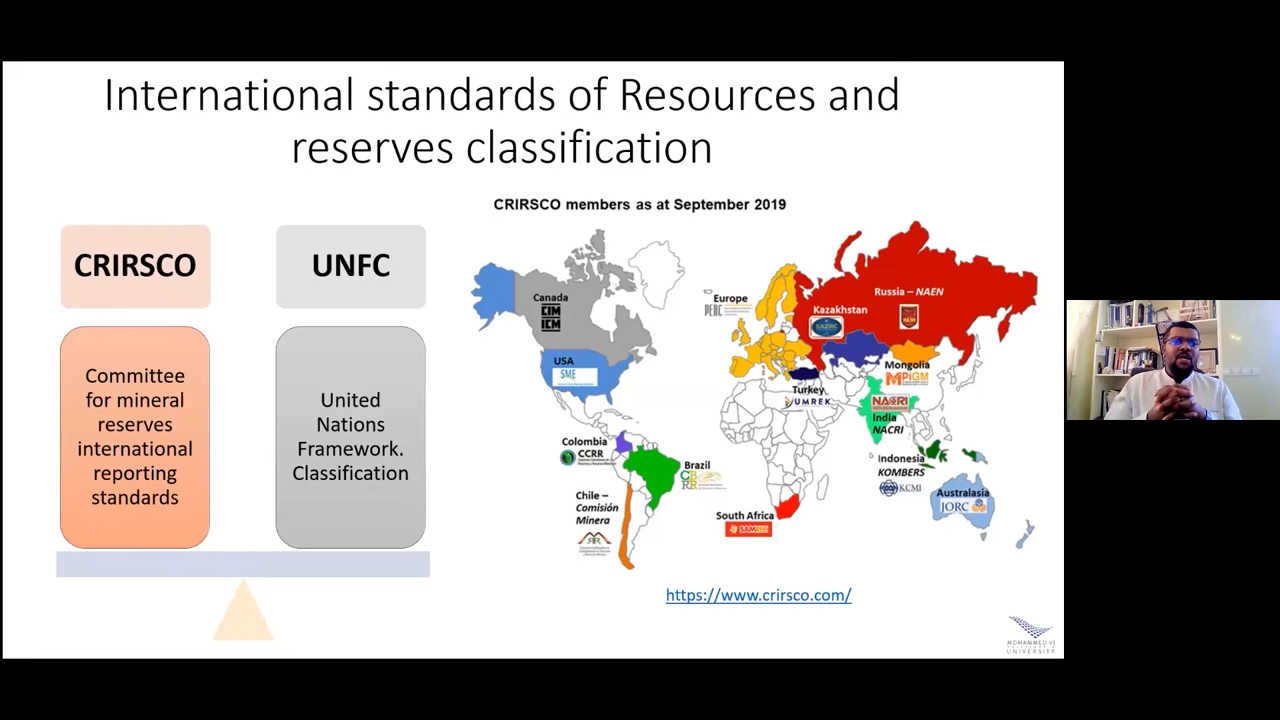 International standards of Resources and
reserves classification
CRIRSCO
UNFC
Committee
for mineral
reserves
international
reporting
standards
United
Nations
Framework.
Classification
CRIRSCO members as at September 2019
Canada
CIM
ICM
USA
SME
Colombia
CCRR
Chile –
Comisión
Minera
Brazil
Europe
PERC
Kazakhstan
KAZRC
Russia – NAEN
Mongolia
MPIGM
Turkey
UMREK
NACRI
India
NACRI
Indonesia
KOMBERS
KCMI
Australasia
JORC
South Africa
SAMREC
https://www.crirsco.com/
MOHAMMED VI
POLYTECHNIC
UNIVERSITY